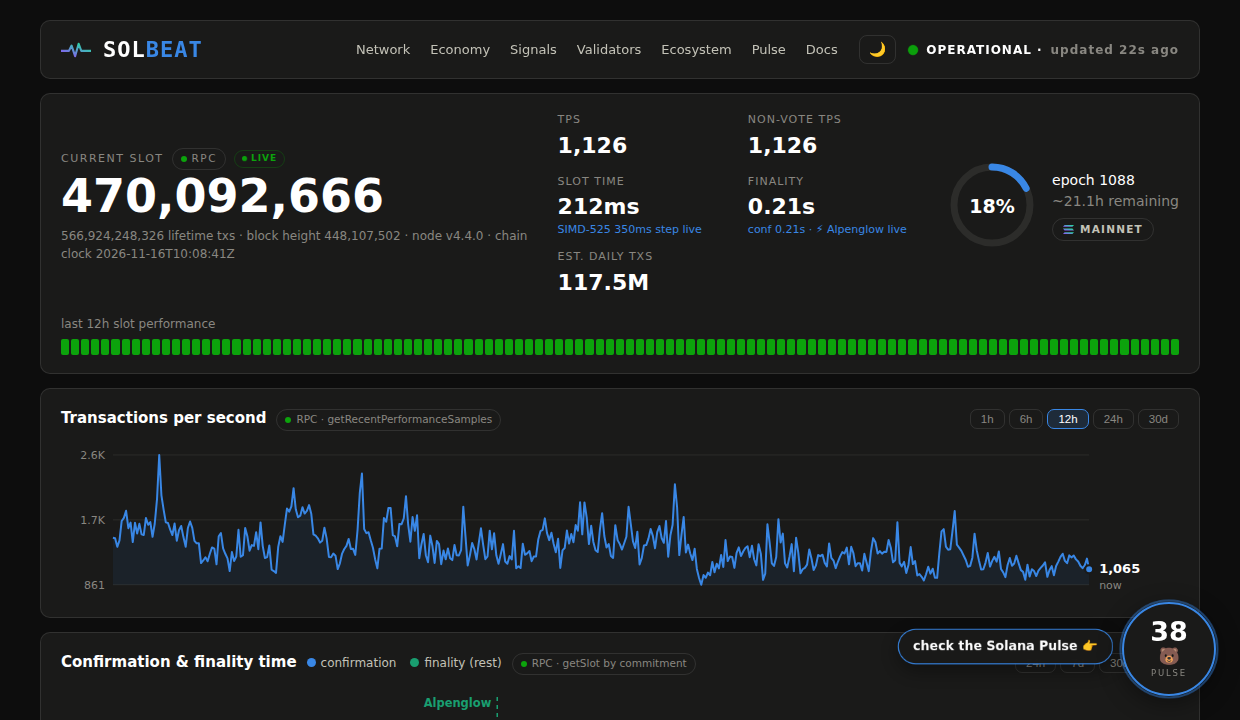 SOLBEAT
Network Economy Signals Validators Ecosystem Pulse Docs 🌙 OPERATIONAL · updated 22s ago
CURRENT SLOT RPC LIVE
470,092,666
566,924,248,326 lifetime txs · block height 448,107,502 · node v4.4.0 · chain
clock 2026-11-16T10:08:41Z
TPS
1,126
NON-VOTE TPS
1,126
SLOT TIME
212ms
SIMD-525 350ms step live
FINALITY
0.21s
conf 0.21s · ⚡ Alpenglow live
EST. DAILY TXS
117.5M
18%
epoch 1088
~21.1h remaining
MAINNET
last 12h slot performance
Transactions per second RPC · getRecentPerformanceSamples
1h 6h 12h 24h 30d
2.6K
1.7K
861
1,065
now
Confirmation & finality time confirmation finality (rest) RPC · getSlot by commitment
Alpenglow
check the Solana Pulse 👉
38
🐻
PULSE